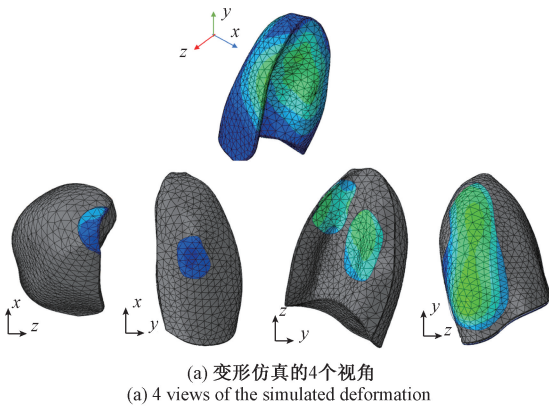 y
x
z
x
z
x
y
z
y
y
x
(a) 变形仿真的4个视角
(a) 4 views of the simulated deformation